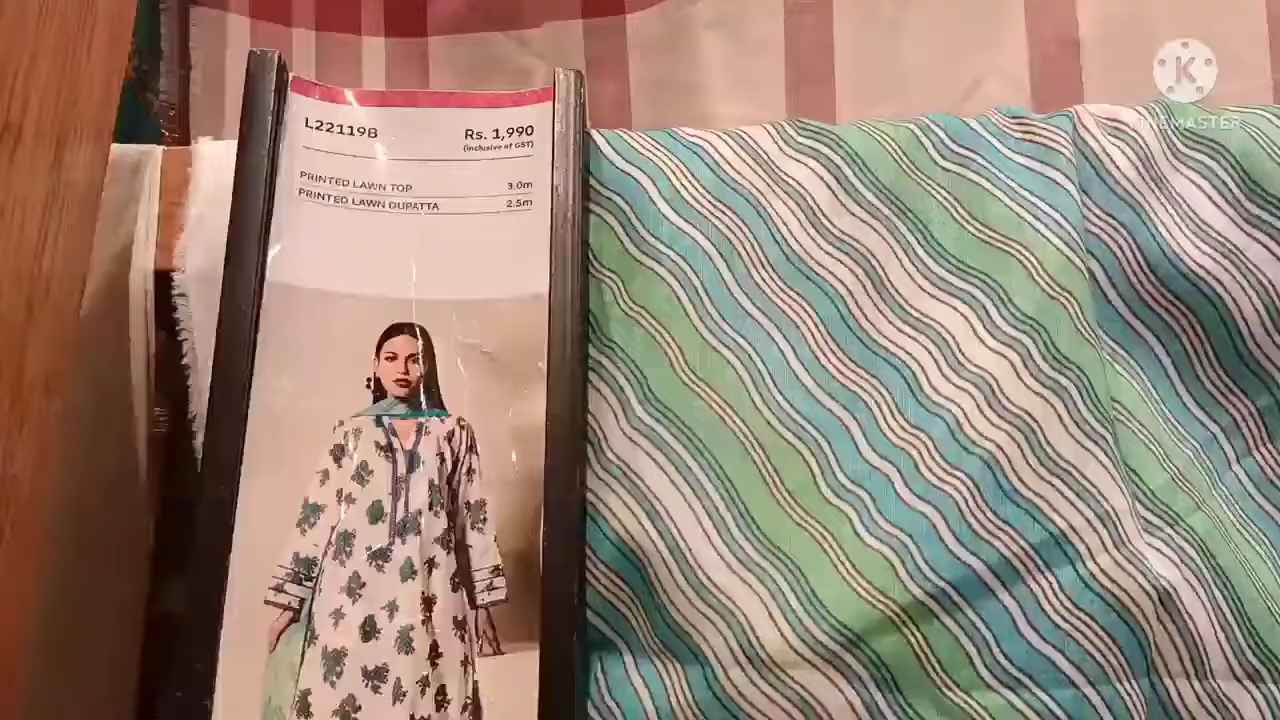 L22119B
Rs. 1,990
(inclusive of GST)
PRINTED LAWN TOP 3.0m
PRINTED LAWN DUPATTA 2.5m
K
KINEMASTER